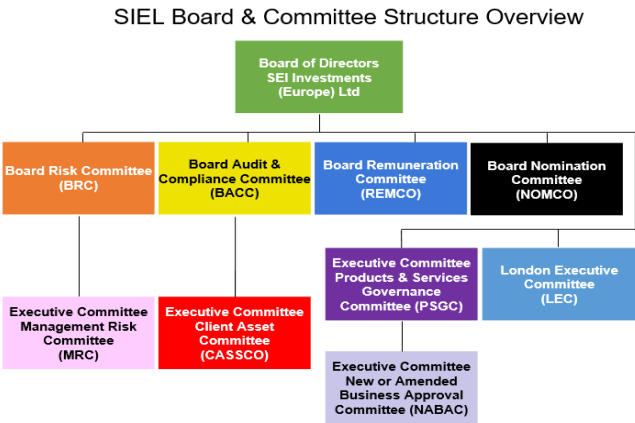 SIEL Board & Committee Structure Overview
Board of Directors
SEI Investments
(Europe) Ltd
Board Risk Committee
(BRC)
Board Audit &
Compliance Committee
(BACC)
Board Remuneration
Committee
(REMCO)
Board Nomination
Committee
(NOMCO)
Executive Committee
Products & Services
Governance
Committee (PSGC)
London Executive
Committee
(LEC)
Executive Committee
Management Risk
Committee
(MRC)
Executive Committee
Client Asset
Committee
(CASSCO)
Executive Committee
New or Amended
Business Approval
Committee (NABAC)